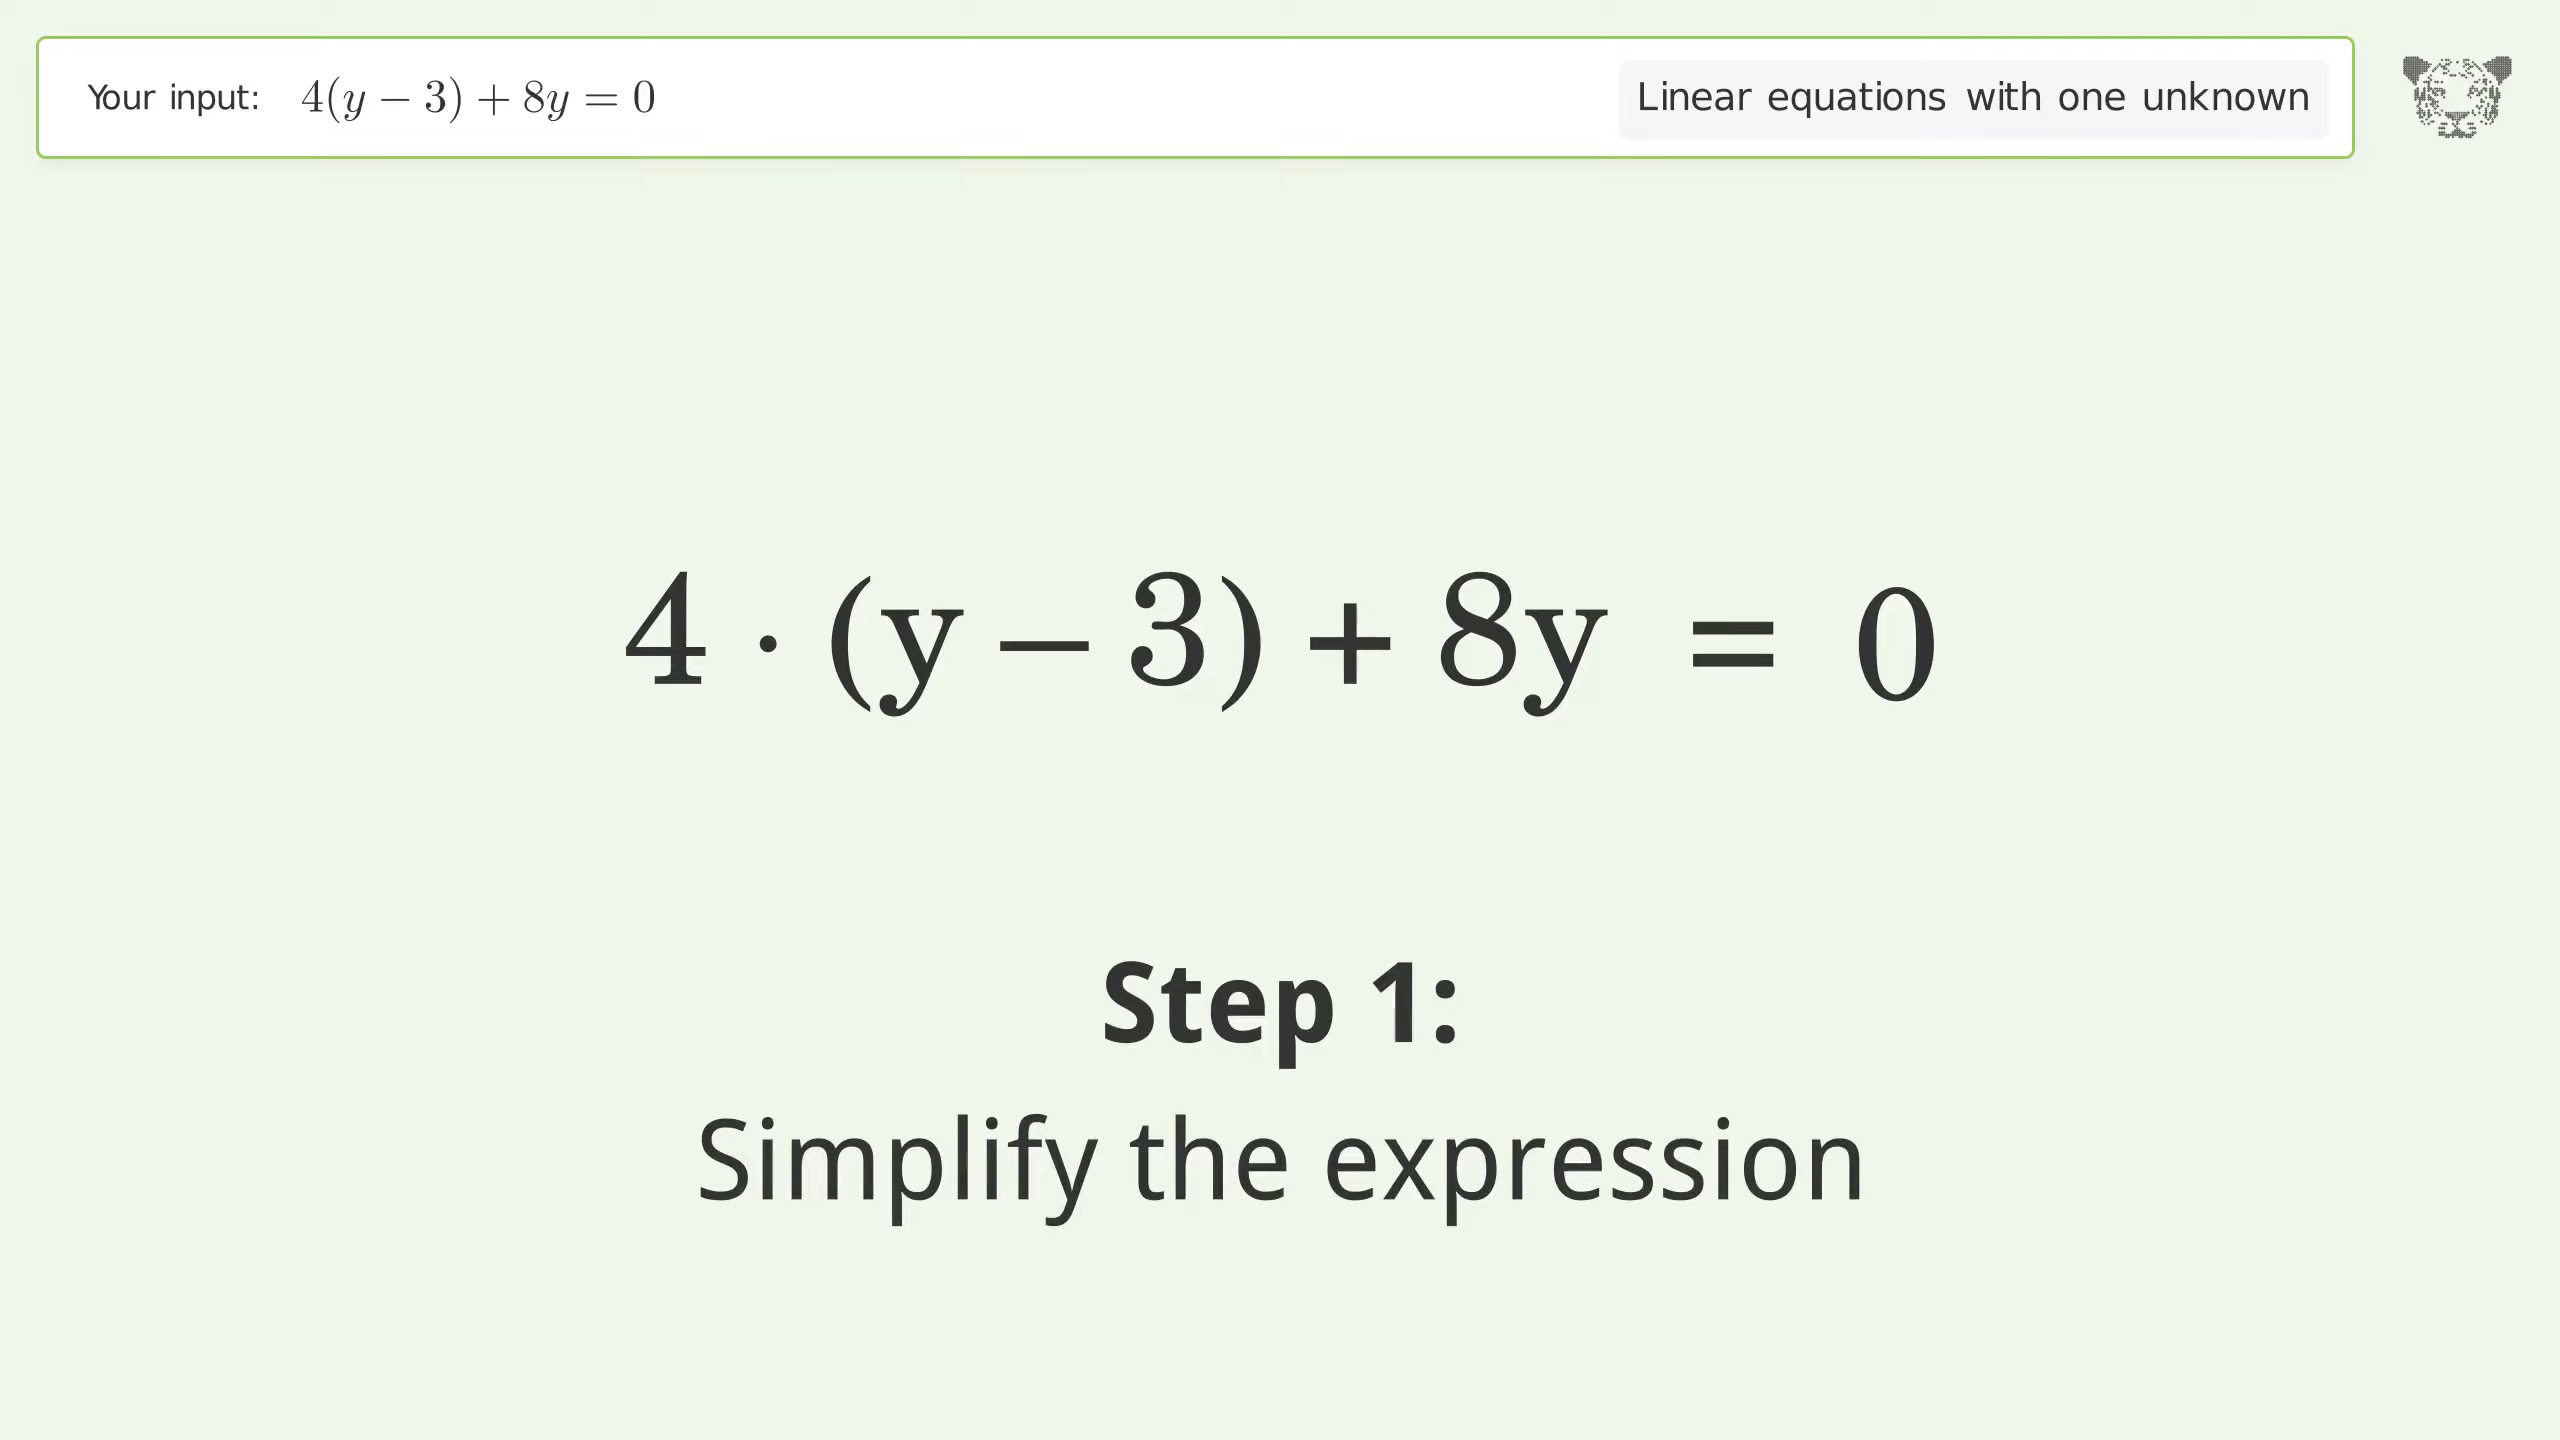 Your input: 4(y − 3) + 8y = 0 Linear equations with one unknown
4 · (y – 3) + 8y = 0
Step 1:
Simplify the expression